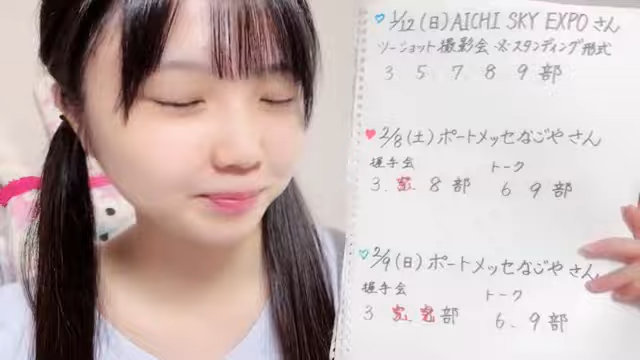 1/12(日)AICHI SKY EXPOさん
ツーショット撮影会 ※スタンディング形式
3 5. 7. 8 9 部
2/8(土)ポートメッセなごやさん
握手会 トーク
3. 完. 8 部 6. 9 部
2/9(日)ポートメッセなごやさん
握手会 トーク
3 完. 完 部 6. 9 部